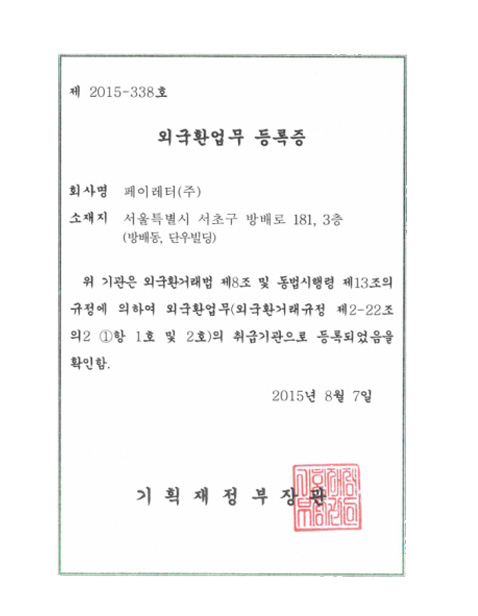 제 2015-338호
외국환업무 등록증
회사명 페이레터(주)
소재지 서울특별시 서초구 방배로 181, 3층
(방배동, 단우빌딩)
위 기관은 외국환거래법 제8조 및 동법시행령 제13조의
규정에 의하여 외국환업무(외국환거래규정 제2-22조
의2 ①항 1호 및 2호)의 취급기관으로 등록되었음을
확인함.
2015년 8월 7일
기획재정부장관